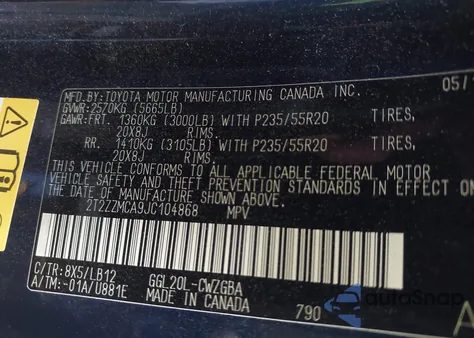 MFD.BY:TOYOTA MOTOR MANUFACTURING CANADA INC. 05/
GVWR:2570KG (5665LB)
GAWR:FRT. 1360KG (3000LB) WITH P235/55R20 TIRES,
20X8J RIMS.
RR. 1410KG (3105LB) WITH P235/55R20 TIRES,
20X8J RIMS.
THIS VEHICLE CONFORMS TO ALL APPLICABLE FEDERAL MOTOR
VEHICLE SAFETY AND THEFT PREVENTION STANDARDS IN EFFECT ON
DATE OF MANUFACTURE SHOWN ABOVE.
2T2ZZMCA9JC104868 MPV
C/TR:8X5/LB12 GGL20L-CWZGBA
A/TM:-01A/U881E MADE IN CANADA 790 A
autoSnap